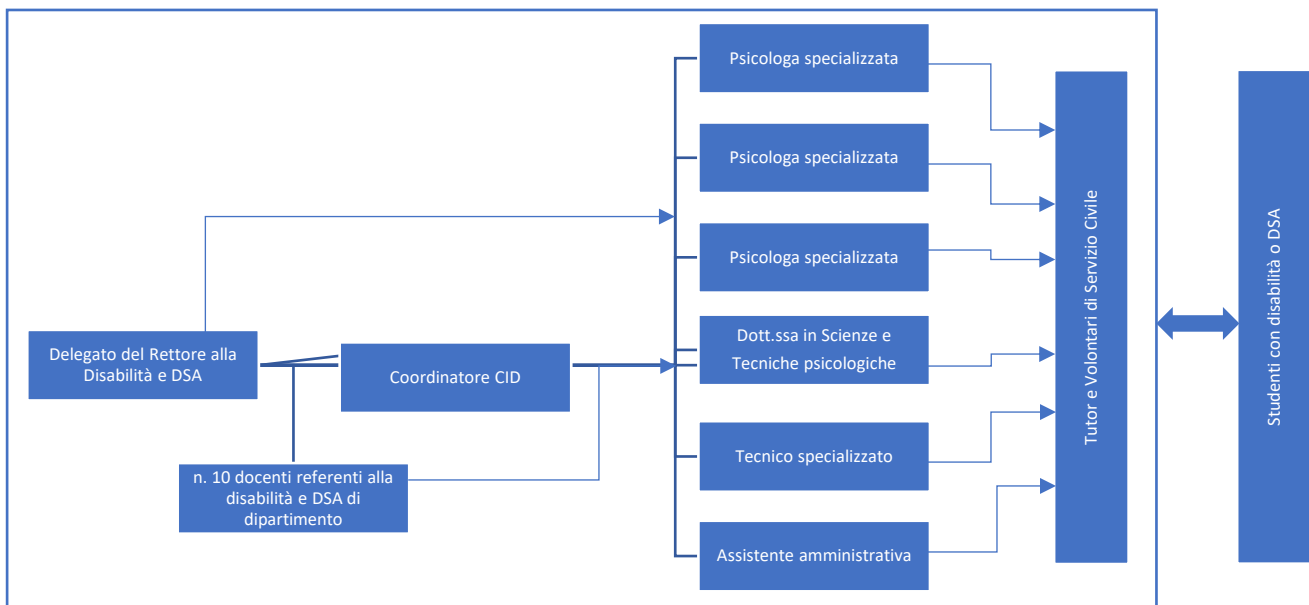 Psicologa specializzata
Psicologa specializzata
Psicologa specializzata
Delegato del Rettore alla
Disabilità e DSA
Coordinatore CID
n. 10 docenti referenti alla
disabilità e DSA di
dipartimento
Dott.ssa in Scienze e
Tecniche psicologiche
Tecnico specializzato
Assistente amministrativa
Tutor e Volontari di Servizio Civile
Studenti con disabilità o DSA